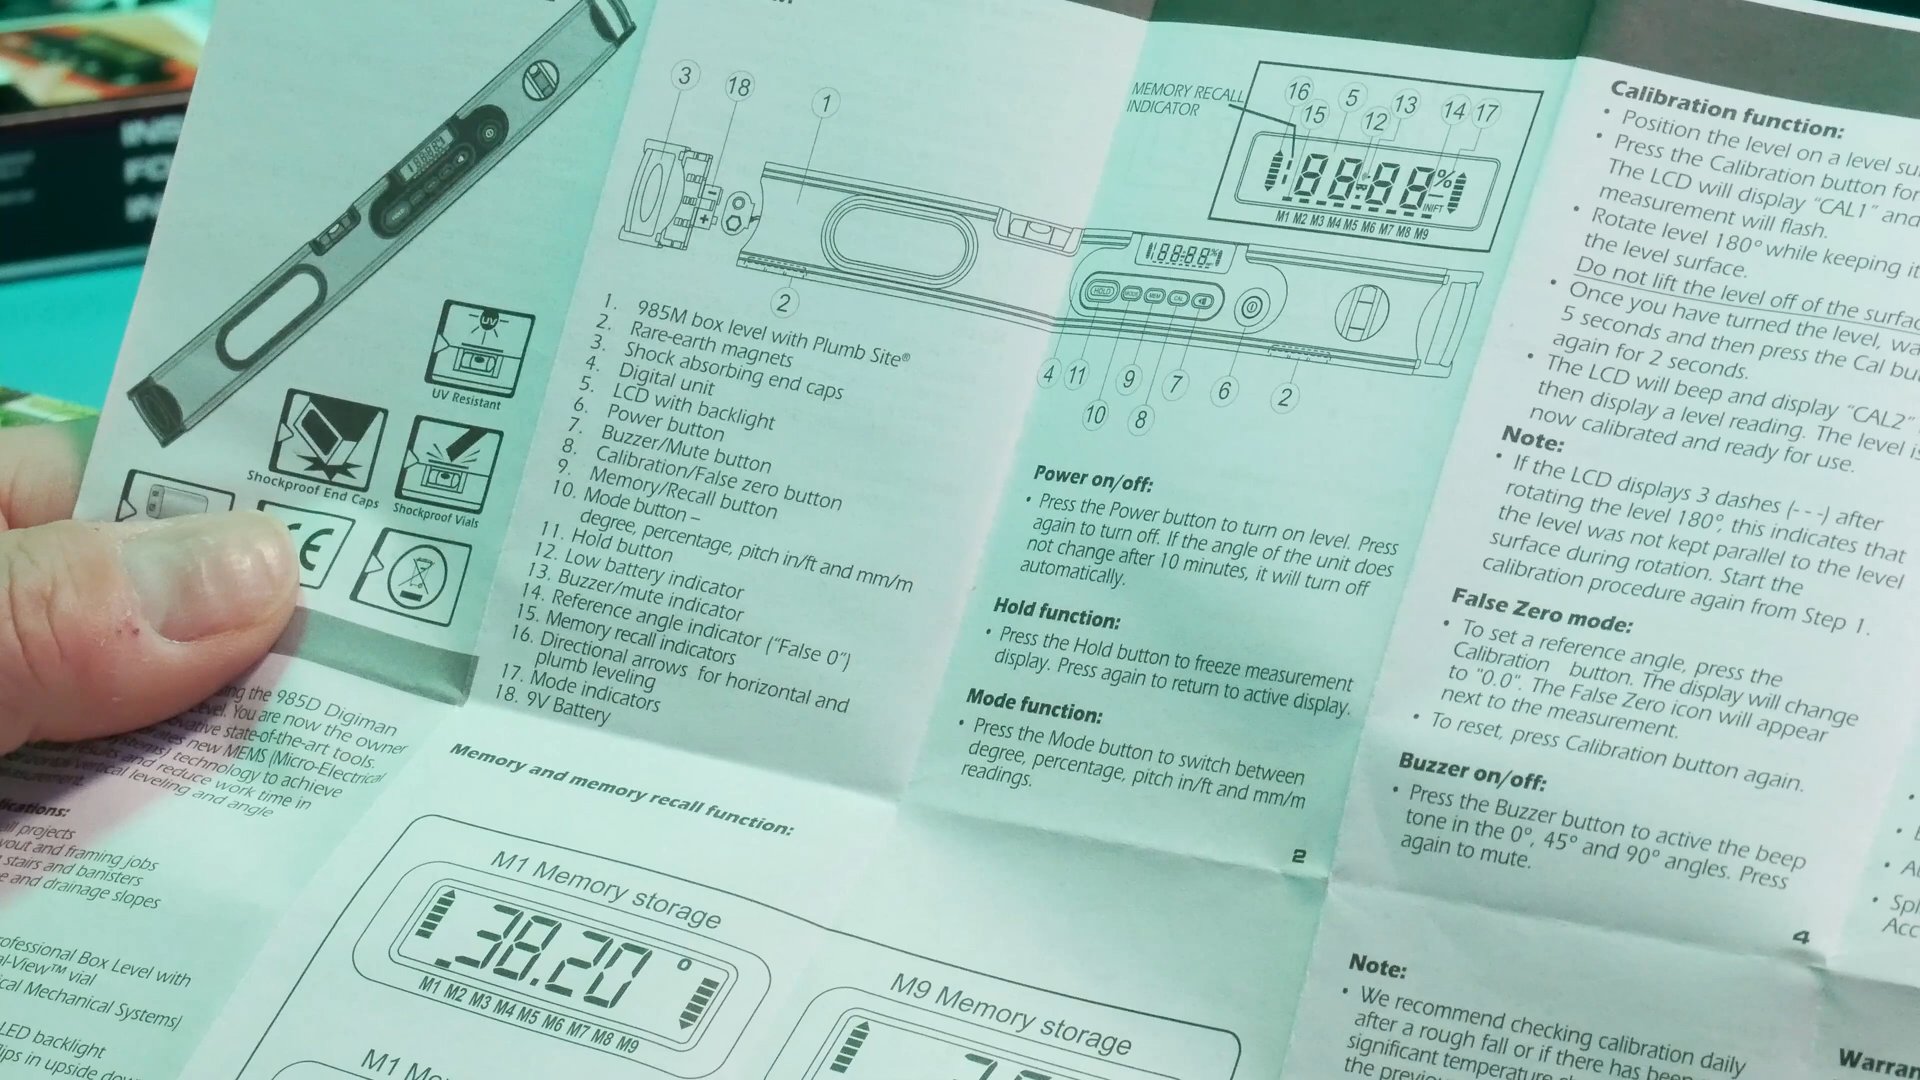 UV Resistant
Shockproof End Caps
Shockproof Vials
CE
the 985D Digiman
You are now the owner
state-of-the-art tools.
new MEMS (Micro-Electrical
technology to achieve
and reduce work time in
vertical leveling and angle
projects
and framing jobs
stairs and banisters
and drainage slopes
Box Level with
vial
Mechanical Systems)
LED backlight
in upside
3
18
1
2
1. 985M box level with Plumb Site®
2. Rare-earth magnets
3. Shock absorbing end caps
4. Digital unit
5. LCD with backlight
6. Power button
7. Buzzer/Mute button
8. Calibration/False zero button
9. Memory/Recall button
10. Mode button –
degree, percentage, pitch in/ft and mm/m
11. Hold button
12. Low battery indicator
13. Buzzer/mute indicator
14. Reference angle indicator ("False 0")
15. Memory recall indicators
16. Directional arrows for horizontal and
plumb leveling
17. Mode indicators
18. 9V Battery
MEMORY RECALL
INDICATOR
16
15
5
12
13
14
17
88:88 %
IN/FT
M1 M2 M3 M4 M5 M6 M7 M8 M9
HOLD
MODE
MEM
CAL
4
11
10
9
8
7
6
2
Power on/off:
• Press the Power button to turn on level. Press
again to turn off. If the angle of the unit does
not change after 10 minutes, it will turn off
automatically.
Hold function:
• Press the Hold button to freeze measurement
display. Press again to return to active display.
Mode function:
• Press the Mode button to switch between
degree, percentage, pitch in/ft and mm/m
readings.
2
Calibration function:
• Position the level on a level
• Press the Calibration button for
The LCD will display "CAL1" and
measurement will flash.
• Rotate level 180° while keeping it
the level surface.
Do not lift the level off of the
• Once you have turned the level,
5 seconds and then press the Cal
again for 2 seconds.
• The LCD will beep and display "CAL2"
then display a level reading. The level is
now calibrated and ready for use.
Note:
• If the LCD displays 3 dashes (- - -) after
rotating the level 180°, this indicates that
the level was not kept parallel to the level
surface during rotation. Start the
calibration procedure again from Step 1.
False Zero mode:
• To set a reference angle, press the
Calibration button. The display will change
to "0.0". The False Zero icon will appear
next to the measurement.
• To reset, press Calibration button again.
Buzzer on/off:
• Press the Buzzer button to active the beep
tone in the 0°, 45° and 90° angles. Press
again to mute.
4
Memory and memory recall function:
M1 Memory storage
38.20 °
M1 M2 M3 M4 M5 M6 M7 M8 M9
M9 Memory storage
M1
Note:
• We recommend checking calibration daily
after a rough fall or if there has been
significant temperature
the